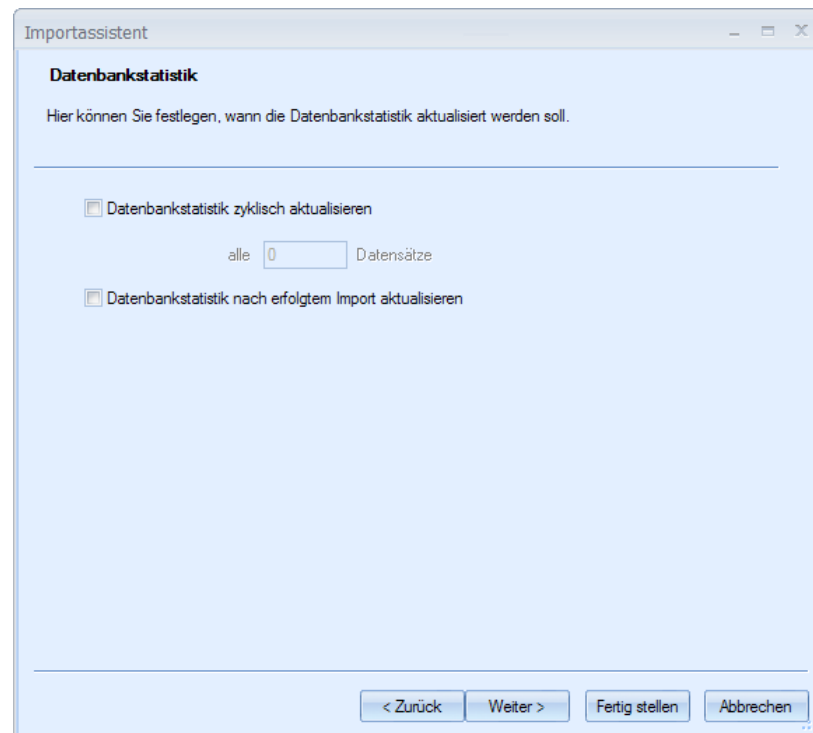 Importassistent
Datenbankstatistik
Hier können Sie festlegen, wann die Datenbankstatistik aktualisiert werden soll.
Datenbankstatistik zyklisch aktualisieren
alle 0 Datensätze
Datenbankstatistik nach erfolgtem Import aktualisieren
< Zurück Weiter > Fertig stellen Abbrechen